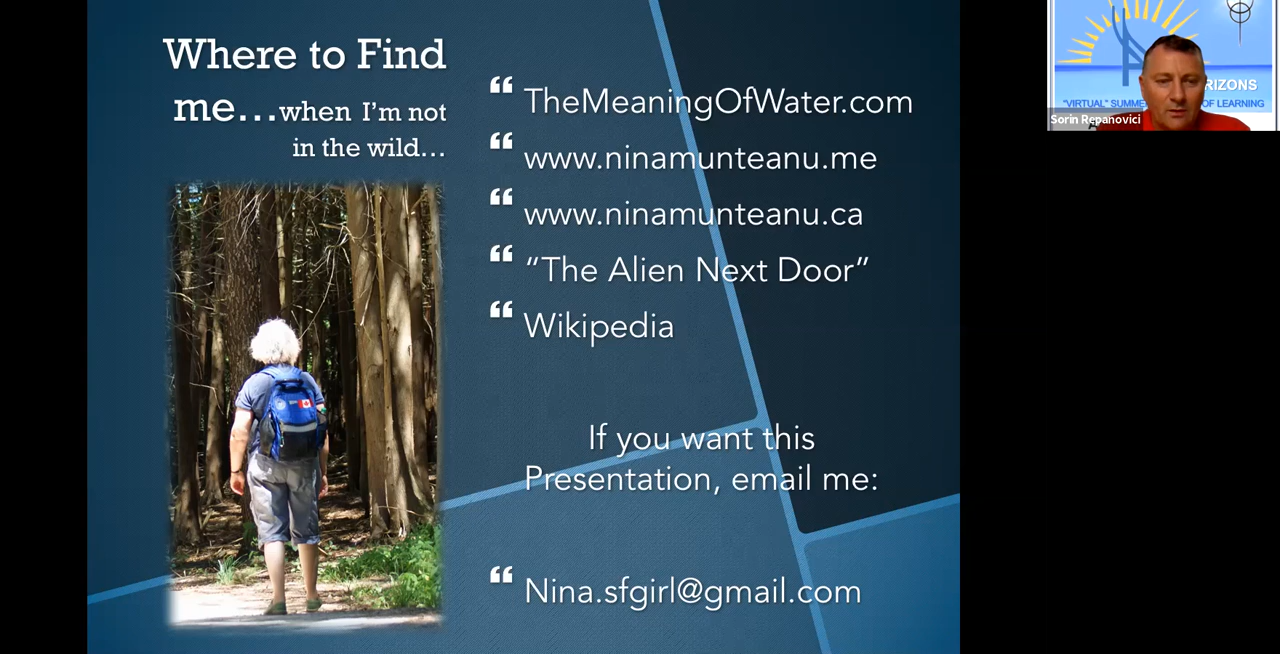 Where to Find
me...when I'm not
in the wild...
“ TheMeaningOfWater.com
“ www.ninamunteanu.me
“ www.ninamunteanu.ca
“ “The Alien Next Door”
“ Wikipedia
If you want this
Presentation, email me:
“ Nina.sfgirl@gmail.com
RIZONS
"VIRTUAL" SUMME OF LEARNING
Sorin Repanovici